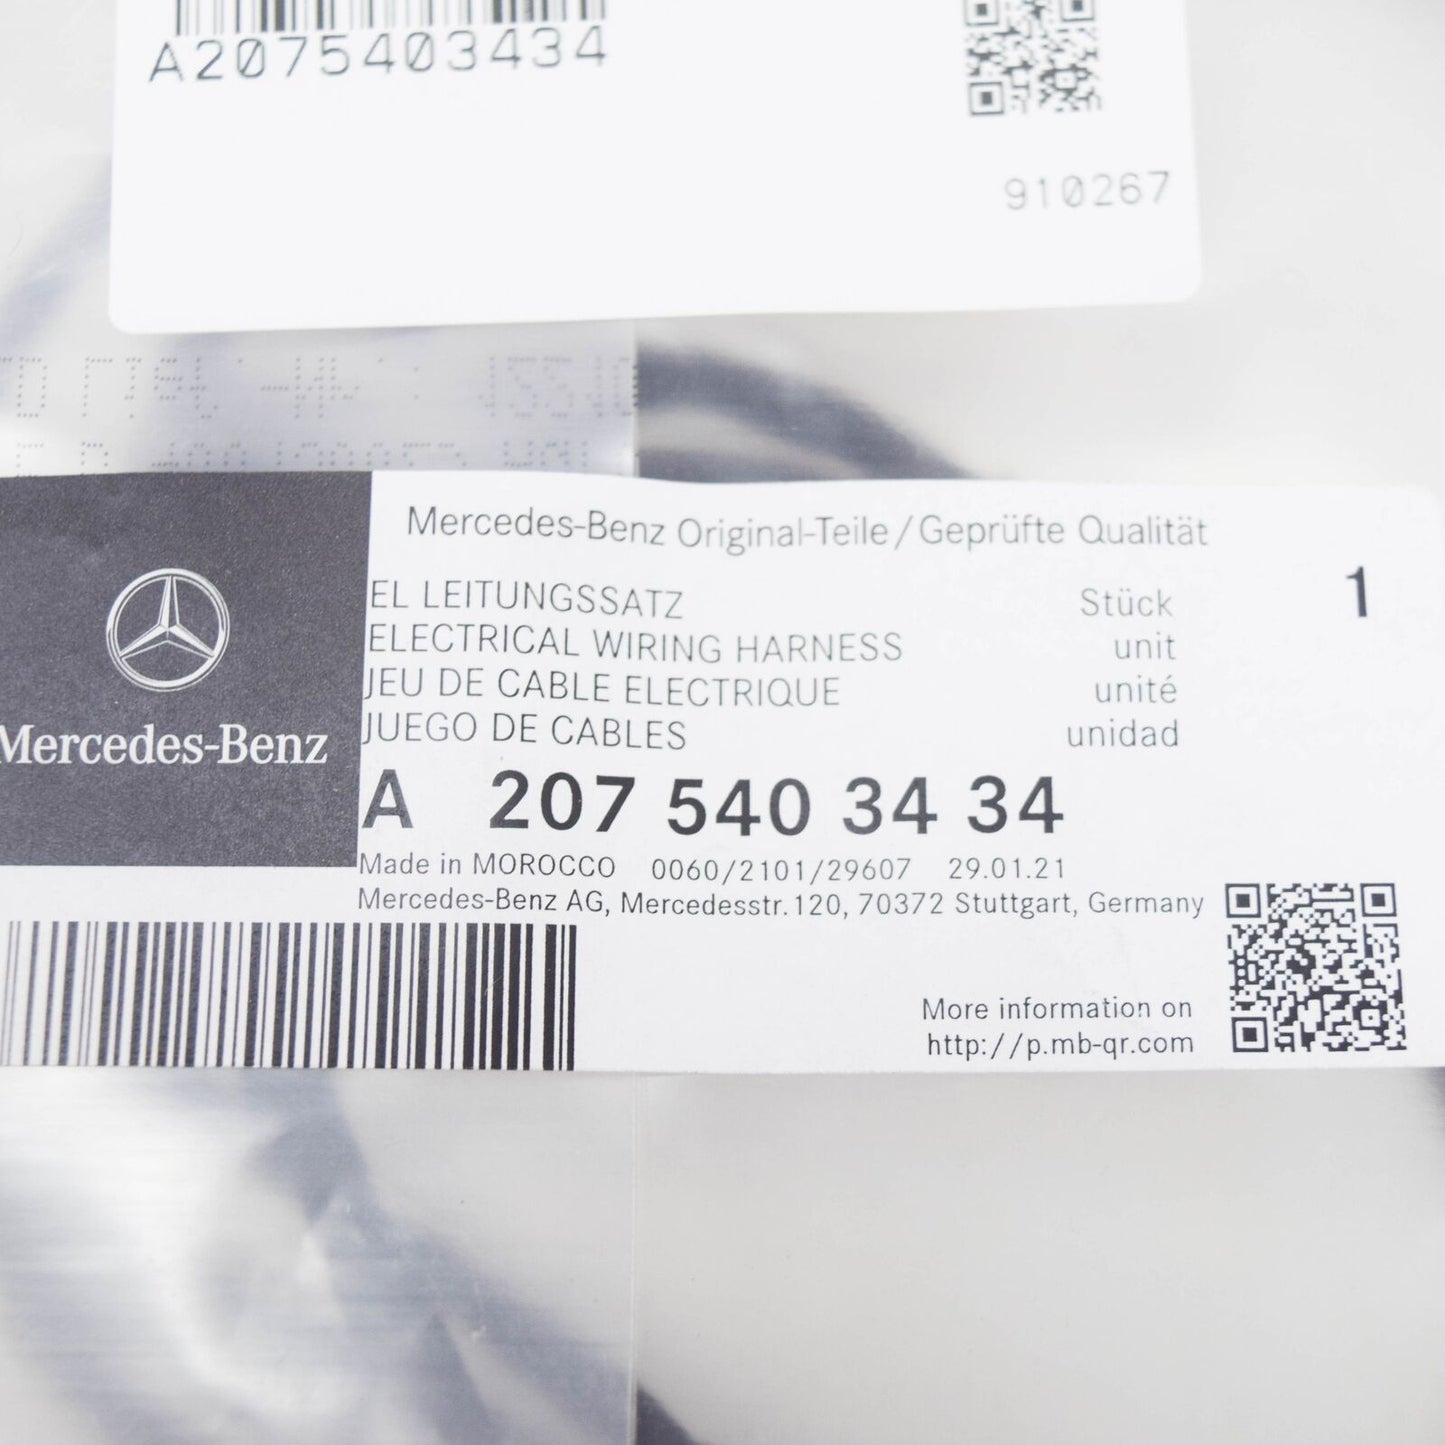 A2075403434
910267
Mercedes-Benz Original-Teile/Geprüfte Qualität
EL LEITUNGSSATZ Stück 1
ELECTRICAL WIRING HARNESS unit
JEU DE CABLE ELECTRIQUE unité
JUEGO DE CABLES unidad
Mercedes-Benz
A 207 540 34 34
Made in MOROCCO 0060/2101/29607 29.01.21
Mercedes-Benz AG, Mercedesstr.120, 70372 Stuttgart, Germany
More information on
http://p.mb-qr.com